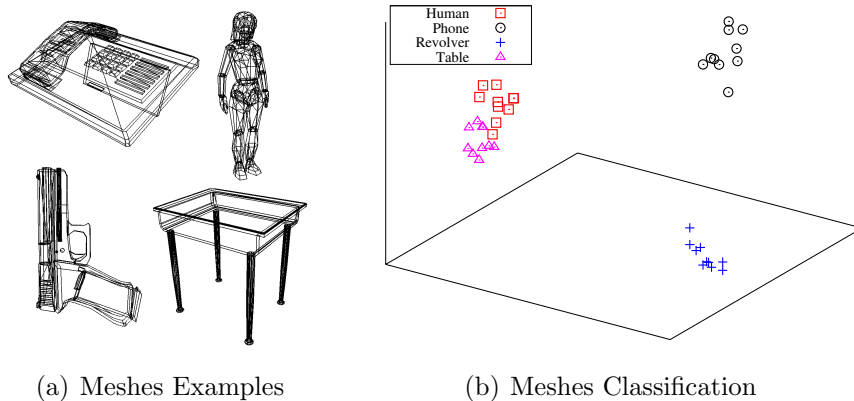 Human
Phone
Revolver
Table
(a) Meshes Examples
(b) Meshes Classification